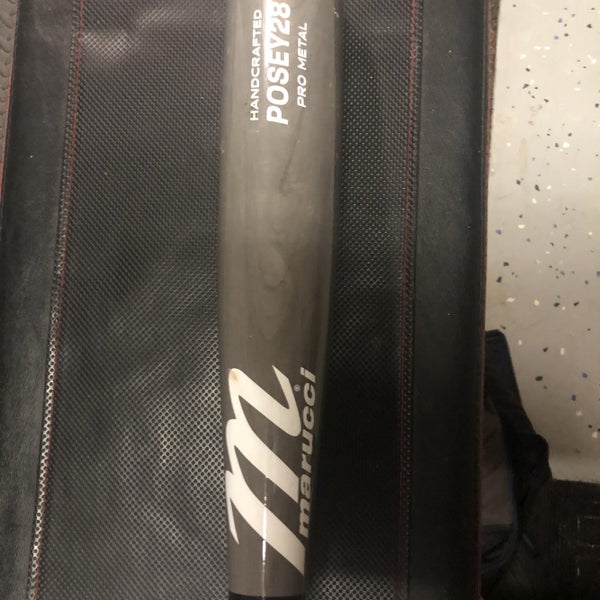 HANDCRAFTED
POSEY28
PRO METAL
m®
marucci